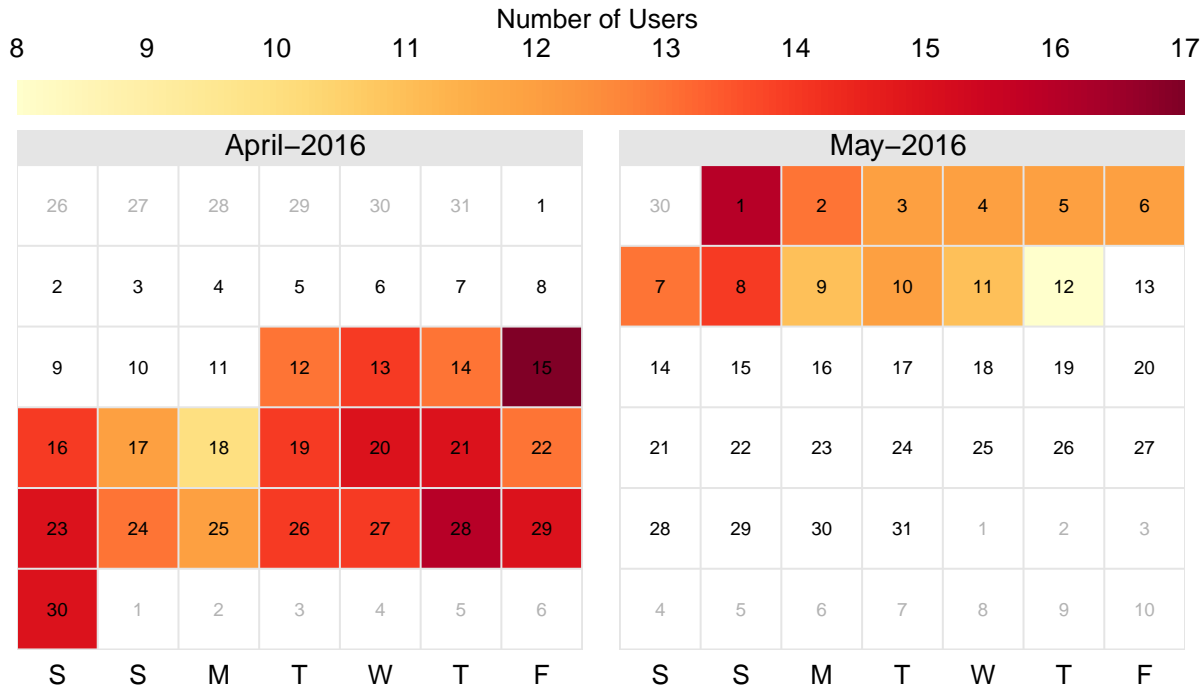 Number of Users
8 9 10 11 12 13 14 15 16 17
April−2016
26 27 28 29 30 31 1
2 3 4 5 6 7 8
9 10 11 12 13 14 15
16 17 18 19 20 21 22
23 24 25 26 27 28 29
30 1 2 3 4 5 6
S S M T W T F
May−2016
30 1 2 3 4 5 6
7 8 9 10 11 12 13
14 15 16 17 18 19 20
21 22 23 24 25 26 27
28 29 30 31 1 2 3
4 5 6 7 8 9 10
S S M T W T F